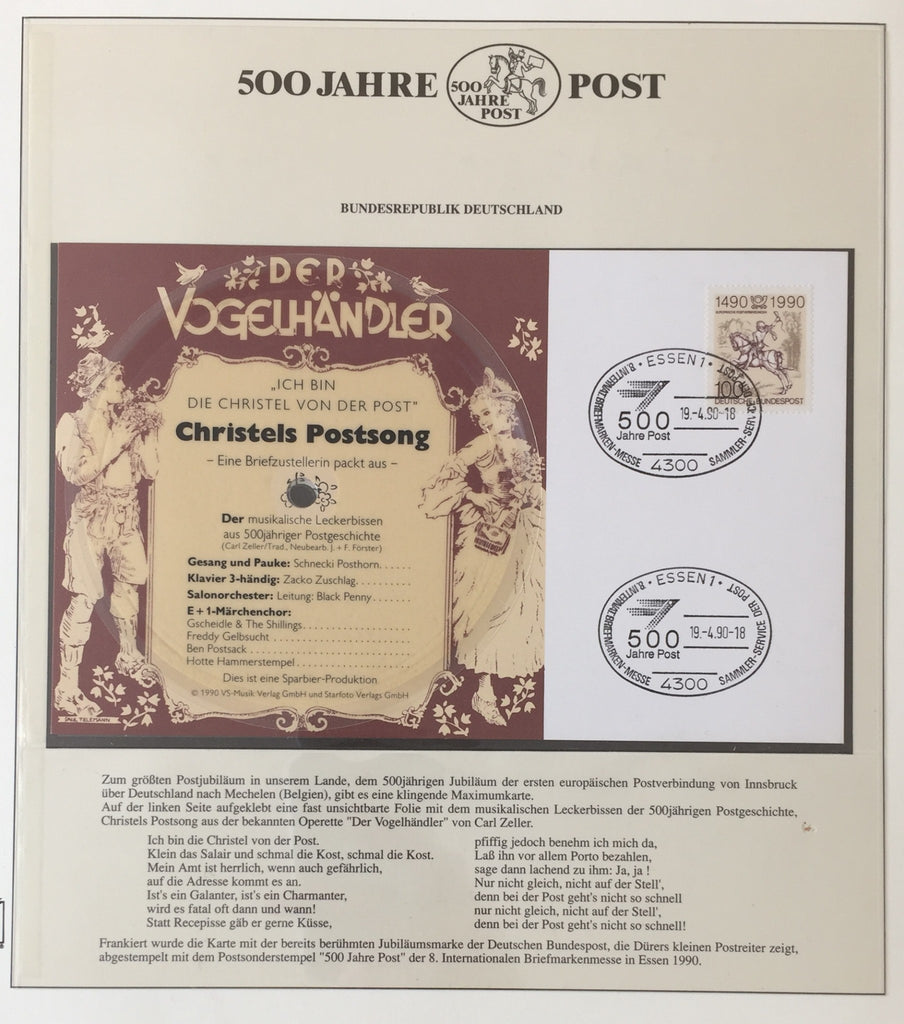 500 JAHRE POST
500
JAHRE
POST
BUNDESREPUBLIK DEUTSCHLAND
DER
VOGELHÄNDLER
„ICH BIN
DIE CHRISTEL VON DER POST"
Christels Postsong
– Eine Briefzustellerin packt aus –
Der musikalische Leckerbissen
aus 500jähriger Postgeschichte
(Carl Zeller/Trad., Neubearb. J. + F. Förster)
Gesang und Pauke: Schnecki Posthorn. . . . . .
Klavier 3-händig: Zacko Zuschlag. . . . . . . . . .
Salonorchester: Leitung: Black Penny. . . . . . .
E + 1-Märchenchor:
Gscheidle & The Shillings. . . . . . . . . . . . . . . . . . .
Freddy Gelbsucht . . . . . . . . . . . . . . . . . . . . . . . .
Ben Postsack . . . . . . . . . . . . . . . . . . . . . . . . . . . .
Hotte Hammerstempel . . . . . . . . . . . . . . . . . . . .
Dies ist eine Sparbier-Produktion
© 1990 VS-Musik Verlag GmbH und Starfoto Verlags GmbH
PAUL TELEMANN
1490 1990
100
DEUTSCHE BUNDESPOST
8. INTERNAT. BRIEFMARKEN-MESSE · ESSEN 1 · SAMMLER-SERVICE DER POST
500
Jahre Post
19.-4.90-18
4300
8. INTERNAT. BRIEFMARKEN-MESSE · ESSEN 1 · SAMMLER-SERVICE DER POST
500
Jahre Post
19.-4.90-18
4300
Zum größten Postjubiläum in unserem Lande, dem 500jährigen Jubiläum der ersten europäischen Postverbindung von Innsbruck
über Deutschland nach Mechelen (Belgien), gibt es eine klingende Maximumkarte.
Auf der linken Seite aufgeklebt eine fast unsichtbare Folie mit dem musikalischen Leckerbissen der 500jährigen Postgeschichte,
Christels Postsong aus der bekannten Operette "Der Vogelhändler" von Carl Zeller.
Ich bin die Christel von der Post.
Klein das Salair und schmal die Kost, schmal die Kost.
Mein Amt ist herrlich, wenn auch gefährlich,
auf die Adresse kommt es an.
Ist's ein Galanter, ist's ein Charmanter,
wird es fatal oft dann und wann!
Statt Recepisse gäb er gerne Küsse,
pfiffig jedoch benehm ich mich da,
Laß ihn vor allem Porto bezahlen,
sage dann lachend zu ihm: Ja, ja !
Nur nicht gleich, nicht auf der Stell',
denn bei der Post geht's nicht so schnell
nur nicht gleich, nicht auf der Stell',
denn bei der Post geht's nicht so schnell!
Frankiert wurde die Karte mit der bereits berühmten Jubiläumsmarke der Deutschen Bundespost, die Dürers kleinen Postreiter zeigt,
abgestempelt mit dem Postsonderstempel "500 Jahre Post" der 8. Internationalen Briefmarkenmesse in Essen 1990.